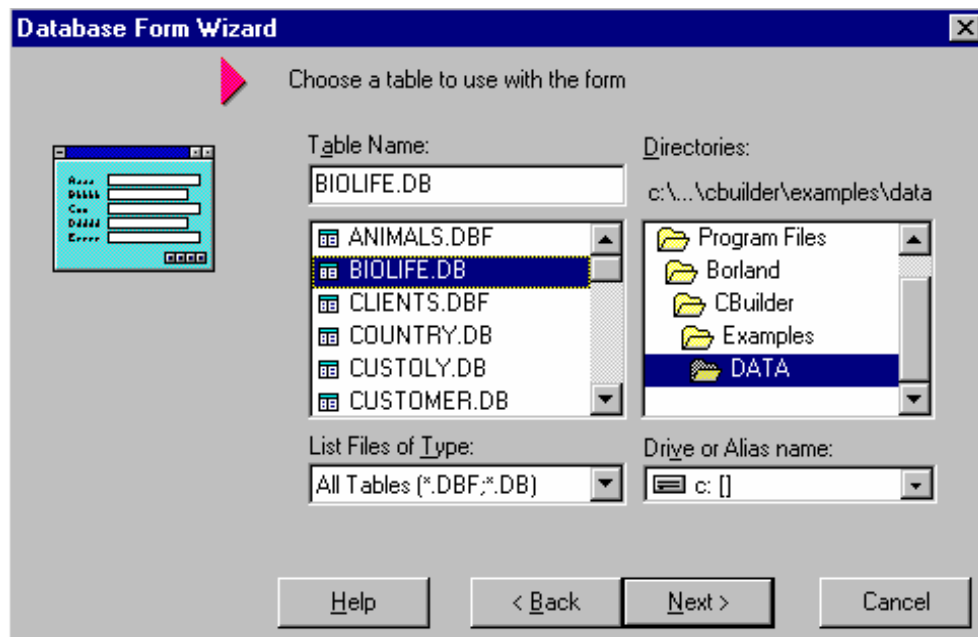 Database Form Wizard
Choose a table to use with the form
Table Name:
BIOLIFE.DB
ANIMALS.DBF
BIOLIFE.DB
CLIENTS.DBF
COUNTRY.DB
CUSTOLY.DB
CUSTOMER.DB
List Files of Type:
All Tables (*.DBF;*.DB)
Directories:
c:\...\cbuilder\examples\data
Program Files
Borland
CBuilder
Examples
DATA
Drive or Alias name:
c: []
Help
< Back
Next >
Cancel